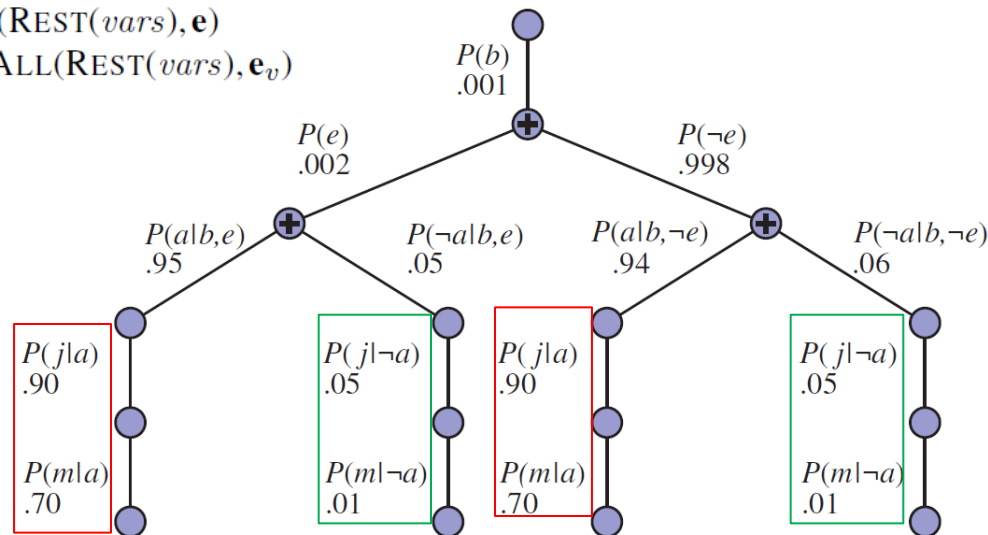 (REST(vars), e)
ALL(REST(vars), eᵥ)
P(b)
.001
P(e)
.002
P(¬e)
.998
P(a|b,e)
.95
P(¬a|b,e)
.05
P(a|b,¬e)
.94
P(¬a|b,¬e)
.06
P(j|a)
.90
P(j|¬a)
.05
P(j|a)
.90
P(j|¬a)
.05
P(m|a)
.70
P(m|¬a)
.01
P(m|a)
.70
P(m|¬a)
.01